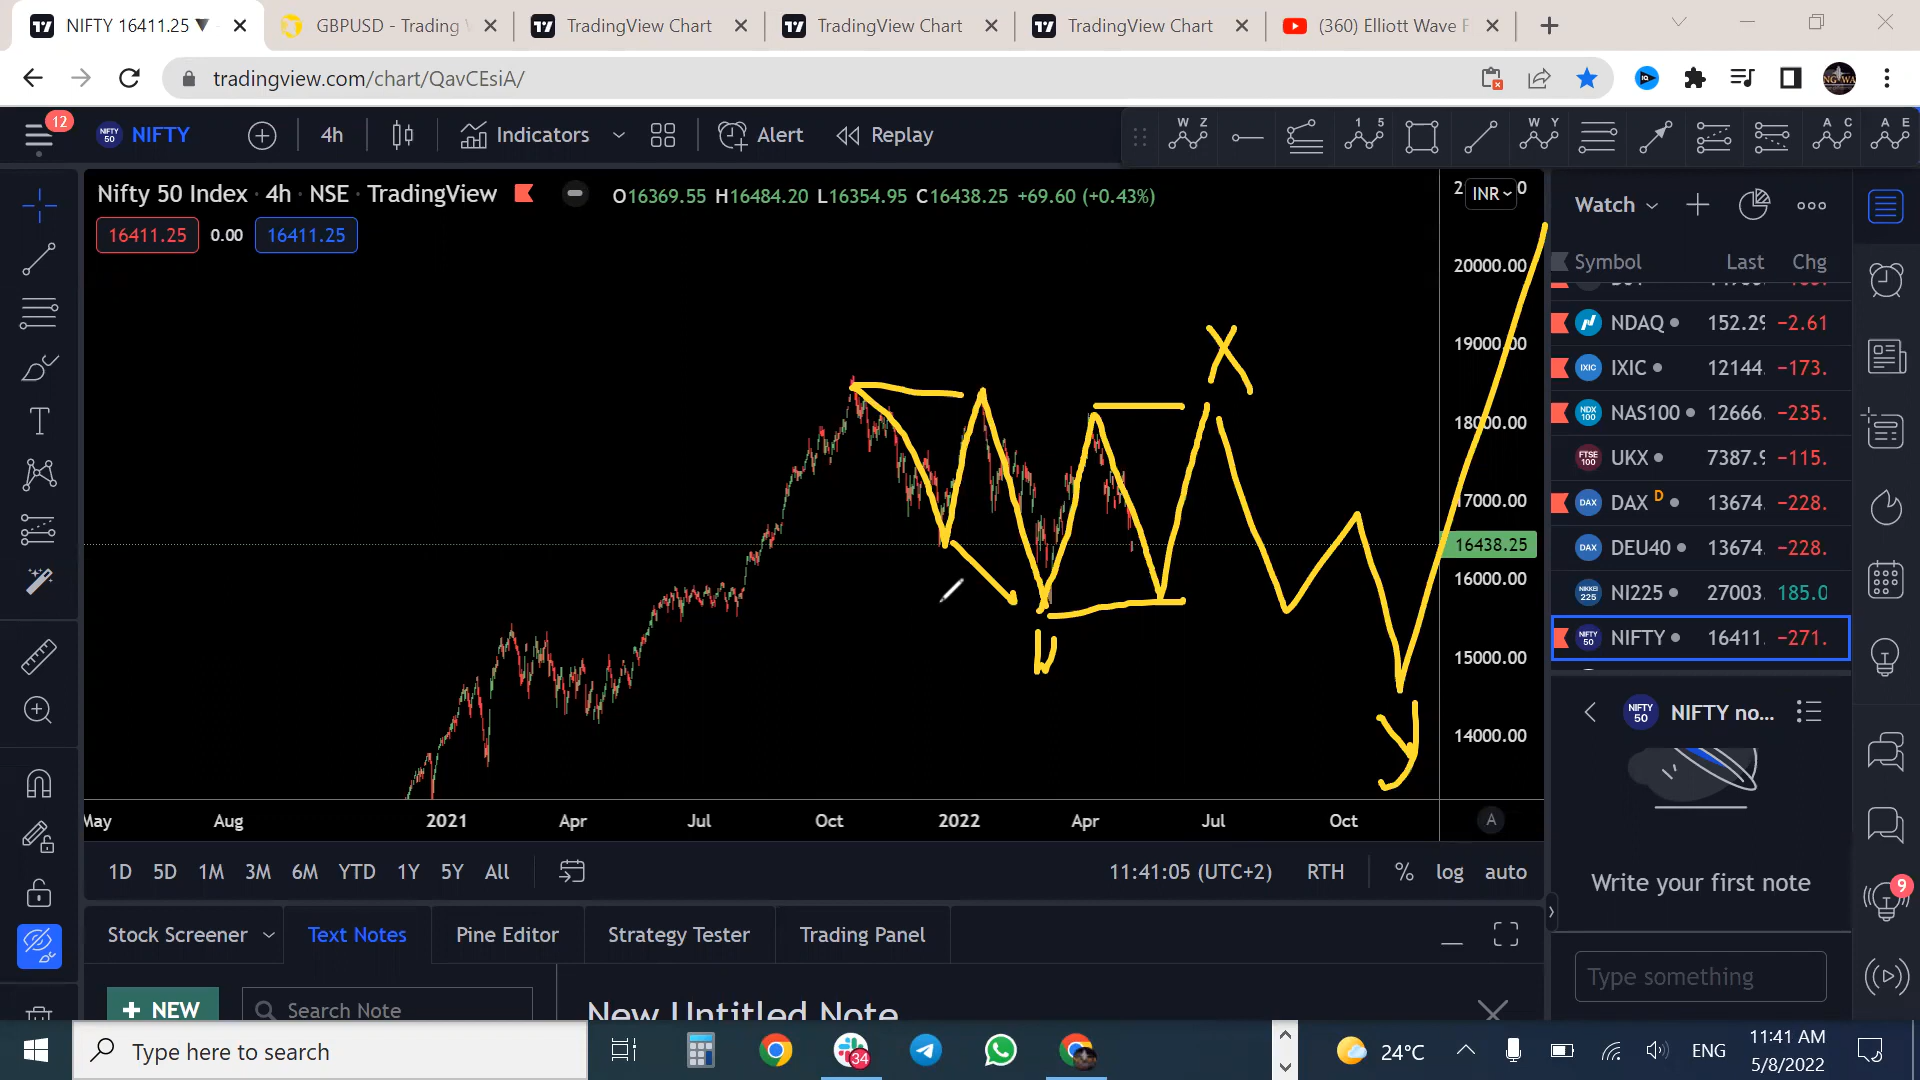 NIFTY 16411.25 ▼
GBPUSD - Trading
TradingView Chart
TradingView Chart
TradingView Chart
(360) Elliott Wave
tradingview.com/chart/QavCEsiA/
12
NIFTY
4h
Indicators
Alert
Replay
W Z
1 5
W Y
A C
A E
Nifty 50 Index · 4h · NSE · TradingView
O16369.55 H16484.20 L16354.95 C16438.25 +69.60 (+0.43%)
16411.25 0.00 16411.25
INR
20000.00
19000.00
18000.00
17000.00
16438.25
16000.00
15000.00
14000.00
X
W
y
May Aug 2021 Apr Jul Oct 2022 Apr Jul Oct
A
Watch
Symbol Last Chg
NDAQ 152.29 −2.61
IXIC 12144. −173.
NAS100 12666. −235.
UKX 7387.9 −115.
DAX D 13674. −228.
DEU40 13674. −228.
NI225 27003. 185.0
NIFTY 16411. −271.
NIFTY no...
Write your first note
Type something
9
1D 5D 1M 3M 6M YTD 1Y 5Y All
11:41:05 (UTC+2) RTH % log auto
Stock Screener Text Notes Pine Editor Strategy Tester Trading Panel
+ NEW
Search Note
New Untitled Note
Type here to search
34
24°C
ENG
11:41 AM
5/8/2022